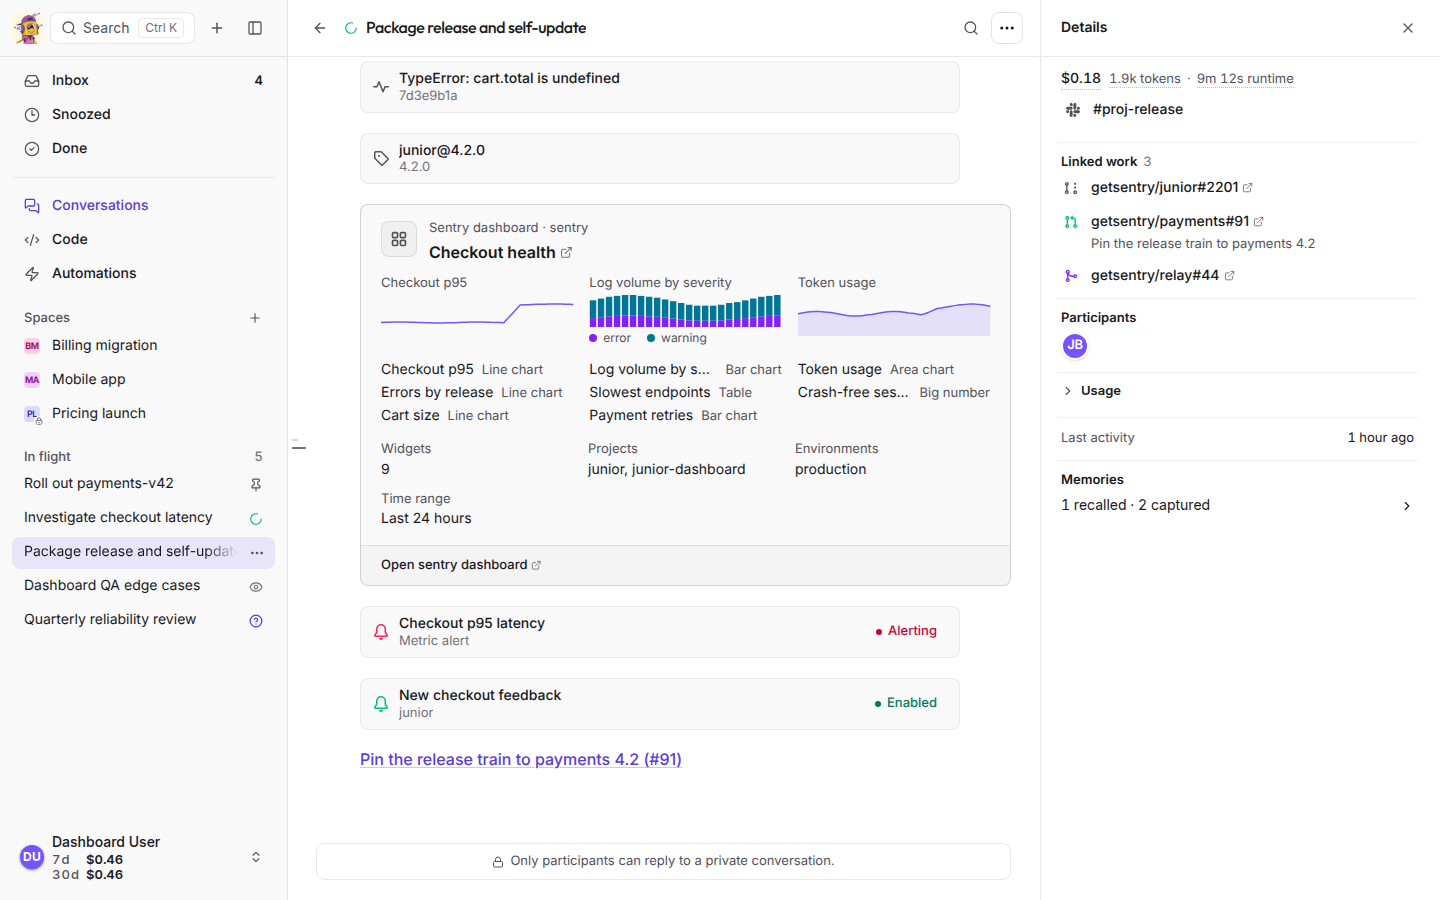 Search Ctrl K
Inbox 4
Snoozed
Done
Conversations
Code
Automations
Spaces
BM Billing migration
MA Mobile app
PL Pricing launch
In flight 5
Roll out payments-v42
Investigate checkout latency
Package release and self-updat
Dashboard QA edge cases
Quarterly reliability review
DU Dashboard User
7d $0.46
30d $0.46
Package release and self-update
TypeError: cart.total is undefined
7d3e9b1a
junior@4.2.0
4.2.0
Sentry dashboard · sentry
Checkout health
Checkout p95 Log volume by severity Token usage
error warning
Checkout p95 Line chart Log volume by s... Bar chart Token usage Area chart
Errors by release Line chart Slowest endpoints Table Crash-free ses... Big number
Cart size Line chart Payment retries Bar chart
Widgets Projects Environments
9 junior, junior-dashboard production
Time range
Last 24 hours
Open sentry dashboard
Checkout p95 latency
Metric alert
Alerting
New checkout feedback
junior
Enabled
Pin the release train to payments 4.2 (#91)
Only participants can reply to a private conversation.
Details
$0.18 1.9k tokens · 9m 12s runtime
#proj-release
Linked work 3
getsentry/junior#2201
getsentry/payments#91
Pin the release train to payments 4.2
getsentry/relay#44
Participants
JB
Usage
Last activity 1 hour ago
Memories
1 recalled · 2 captured